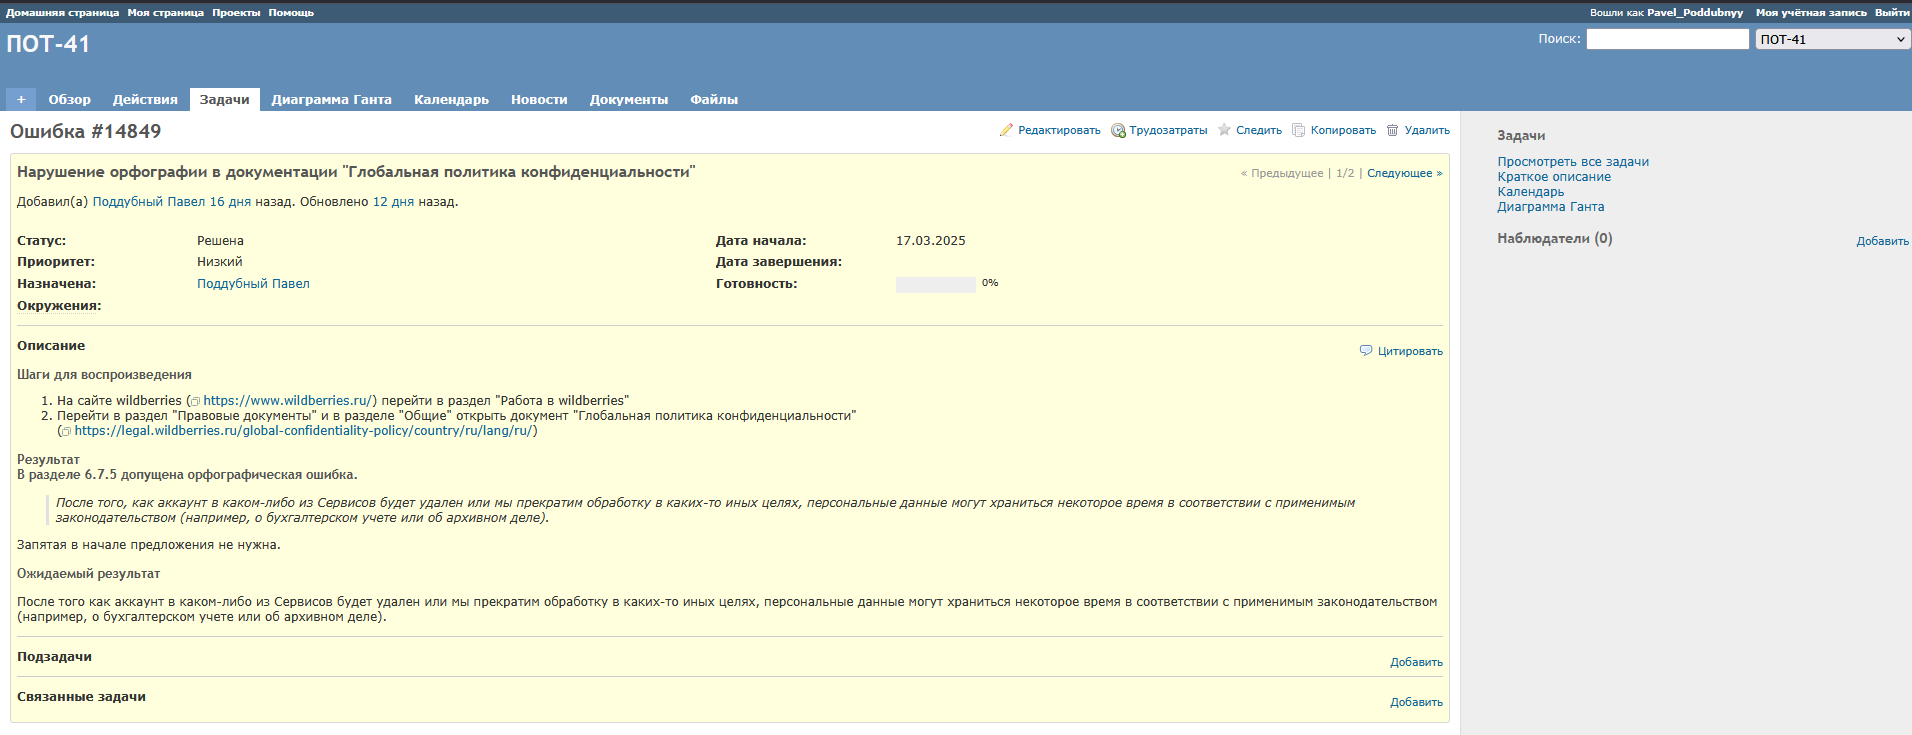 Домашняя страница Моя страница Проекты Помощь
Вошли как Pavel_Poddubnyy Моя учётная запись Выйти
ПОТ-41
Поиск: ПОТ-41
+ Обзор Действия Задачи Диаграмма Ганта Календарь Новости Документы Файлы
Ошибка #14849
Редактировать Трудозатраты Следить Копировать Удалить
Нарушение орфографии в документации "Глобальная политика конфиденциальности"
« Предыдущее | 1/2 | Следующее »
Добавил(а) Поддубный Павел 16 дня назад. Обновлено 12 дня назад.
Статус: Решена Дата начала: 17.03.2025
Приоритет: Низкий Дата завершения:
Назначена: Поддубный Павел Готовность: 0%
Окружения:
Описание
Цитировать
Шаги для воспроизведения
1. На сайте wildberries (https://www.wildberries.ru/) перейти в раздел "Работа в wildberries"
2. Перейти в раздел "Правовые документы" и в разделе "Общие" открыть документ "Глобальная политика конфиденциальности"
(https://legal.wildberries.ru/global-confidentiality-policy/country/ru/lang/ru/)
Результат
В разделе 6.7.5 допущена орфографическая ошибка.
После того, как аккаунт в каком-либо из Сервисов будет удален или мы прекратим обработку в каких-то иных целях, персональные данные могут храниться некоторое время в соответствии с применимым
законодательством (например, о бухгалтерском учете или об архивном деле).
Запятая в начале предложения не нужна.
Ожидаемый результат
После того как аккаунт в каком-либо из Сервисов будет удален или мы прекратим обработку в каких-то иных целях, персональные данные могут храниться некоторое время в соответствии с применимым законодательством
(например, о бухгалтерском учете или об архивном деле).
Подзадачи
Добавить
Связанные задачи
Добавить
Задачи
Просмотреть все задачи
Краткое описание
Календарь
Диаграмма Ганта
Наблюдатели (0)
Добавить